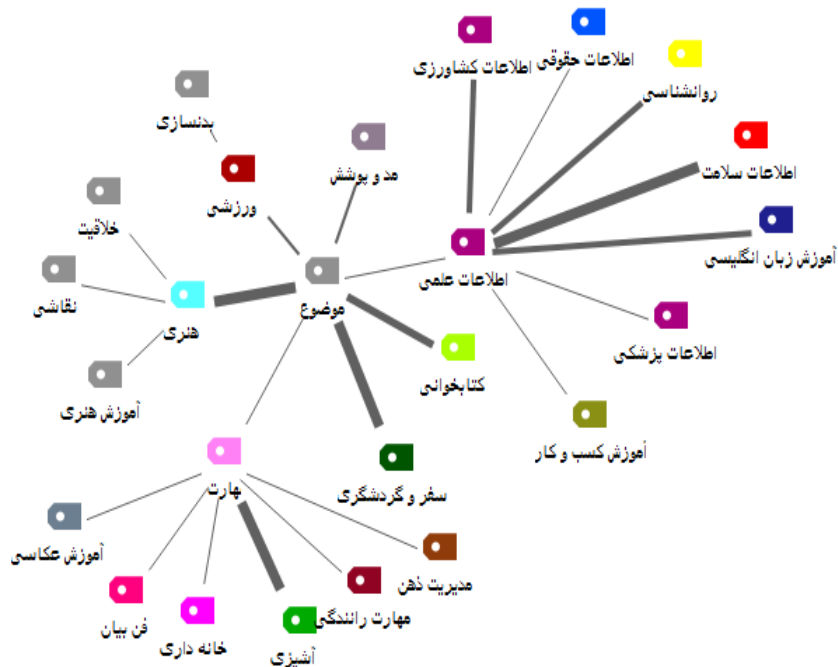 اطلاعات حقوقی
اطلاعات کشاورزی
روانشناسی
بدنسازی
اطلاعات سلامت
مد و پوشش
ورزشی
خلاقیت
آموزش زبان انگلیسی
اطلاعات علمی
نقاشی
موضوع
هنری
اطلاعات پزشکی
کتابخوانی
آموزش هنری
آموزش کسب و کار
مهارت
سفر و گردشگری
آموزش عکاسی
مدیریت ذهن
مهارت رانندگی
فن بیان
خانه داری
آشپزی